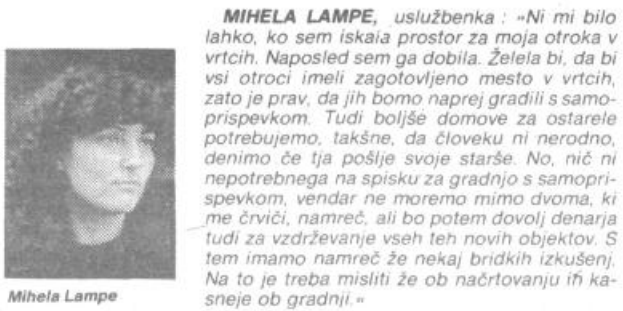 MIHELA LAMPE, uslužbenka : »Ni mi bilo
lahko, ko sem iskala prostor za moja otroka v
vrtcih. Naposled sem ga dobila. Želela bi, da bi
vsi otroci imeli zagotovljeno mesto v vrtcih,
zato je prav, da jih bomo naprej gradili s samo-
prispevkom. Tudi boljše domove za ostarele
potrebujemo, takšne, da človeku ni nerodno,
denimo če tja pošlje svoje starše. No, nič ni
nepotrebnega na spisku za gradnjo s samopri-
spevkom, vendar ne moremo mimo dvoma, ki
me črviči, namreč, ali bo potem dovolj denarja
tudi za vzdrževanje vseh teh novih objektov. S
tem imamo namreč že nekaj bridkih izkušenj.
Na to je treba misliti že ob načrtovanju in ka-
sneje ob gradnji.«
Mihela Lampe